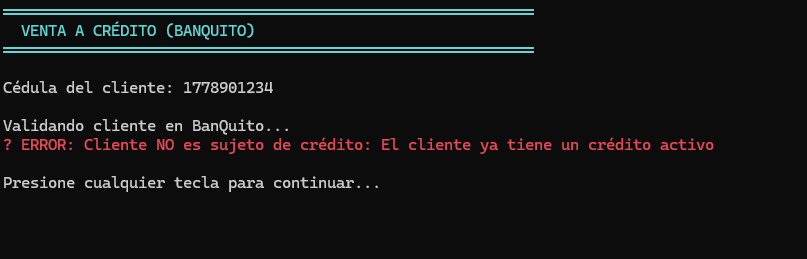 VENTA A CRÉDITO (BANQUITO)
Cédula del cliente: 1778901234
Validando cliente en BanQuito...
? ERROR: Cliente NO es sujeto de crédito: El cliente ya tiene un crédito activo
Presione cualquier tecla para continuar...